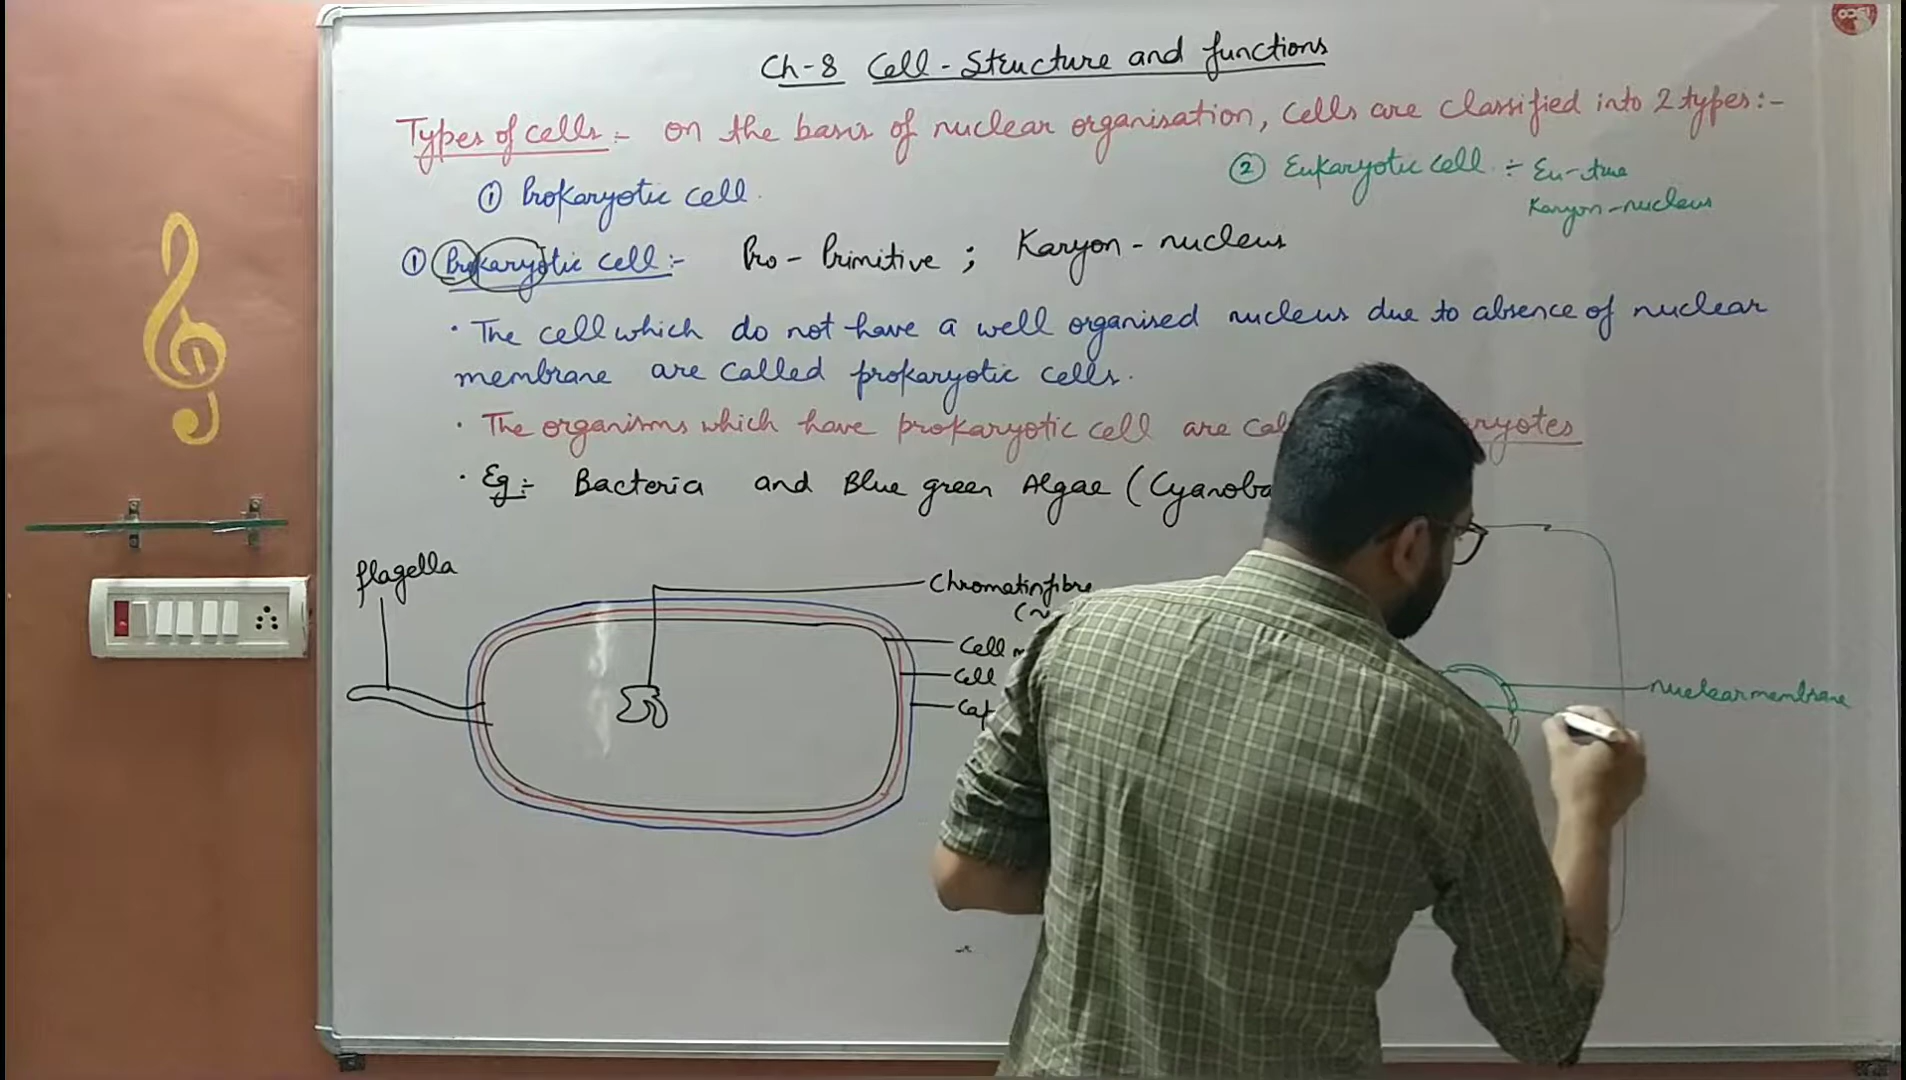 Ch-8 Cell - Structure and functions
Types of cells :- on the basis of nuclear organisation, Cells are classified into 2 types :-
① Prokaryotic cell.
② Eukaryotic cell :- Eu-true
Karyon-nucleus
① Prokaryotic cell :- Pro - Primitive ; Karyon - nucleus
· The cell which do not have a well organised nucleus due to absence of nuclear
membrane are called prokaryotic cells.
· The organisms which have prokaryotic cell are
· Eg :- Bacteria and Blue green Algae (
flagella
Chromatin fibre
Cell
Cell
nuclear membrane